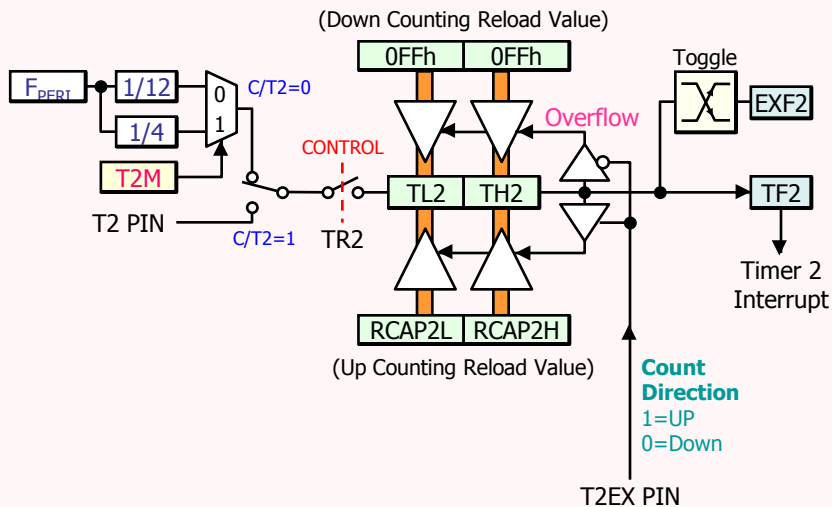 (Down Counting Reload Value)
0FFh 0FFh
Toggle
F_PERI 1/12 0 C/T2=0
1/4 1
EXF2
Overflow
CONTROL
T2M
TL2 TH2 TF2
T2 PIN
C/T2=1
TR2
Timer 2
Interrupt
RCAP2L RCAP2H
(Up Counting Reload Value)
Count
Direction
1=UP
0=Down
T2EX PIN